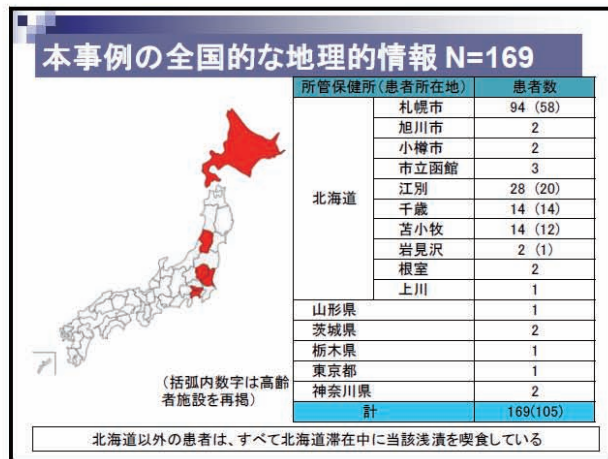 本事例の全国的な地理的情報 N=169
所管保健所(患者所在地) 患者数
北海道
札幌市 94 (58)
旭川市 2
小樽市 2
市立函館 3
江別 28 (20)
千歳 14 (14)
苫小牧 14 (12)
岩見沢 2 (1)
根室 2
上川 1
山形県 1
茨城県 2
栃木県 1
東京都 1
神奈川県 2
計 169(105)
(括弧内数字は高齢
者施設を再掲)
北海道以外の患者は、すべて北海道滞在中に当該浅漬を喫食している